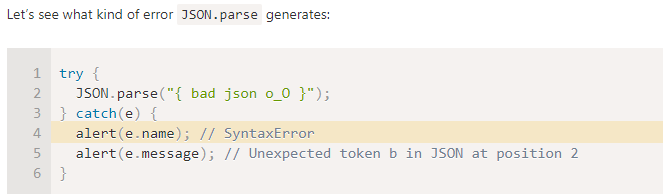 Let's see what kind of error JSON.parse generates:
1 try {
2   JSON.parse("{ bad json o_O }");
3 } catch(e) {
4   alert(e.name); // SyntaxError
5   alert(e.message); // Unexpected token b in JSON at position 2
6 }